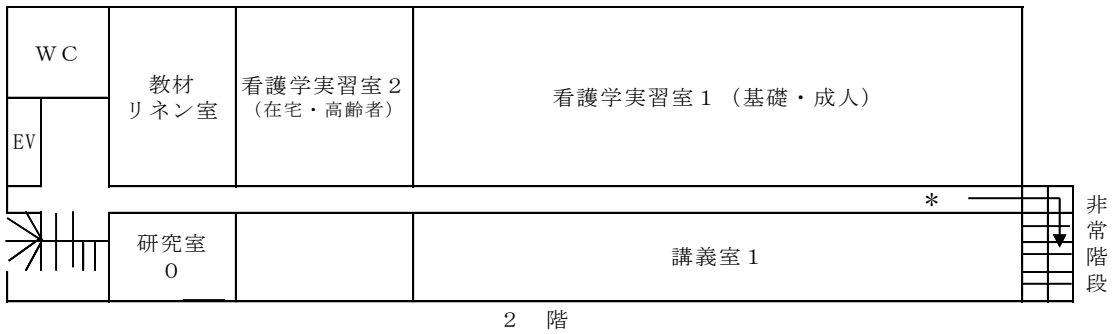 ＷＣ
教材
リネン室
看護学実習室２
（在宅・高齢者）
看護学実習室１（基礎・成人）
EV
＊
研究室
０
講義室１
非常階段
２　階